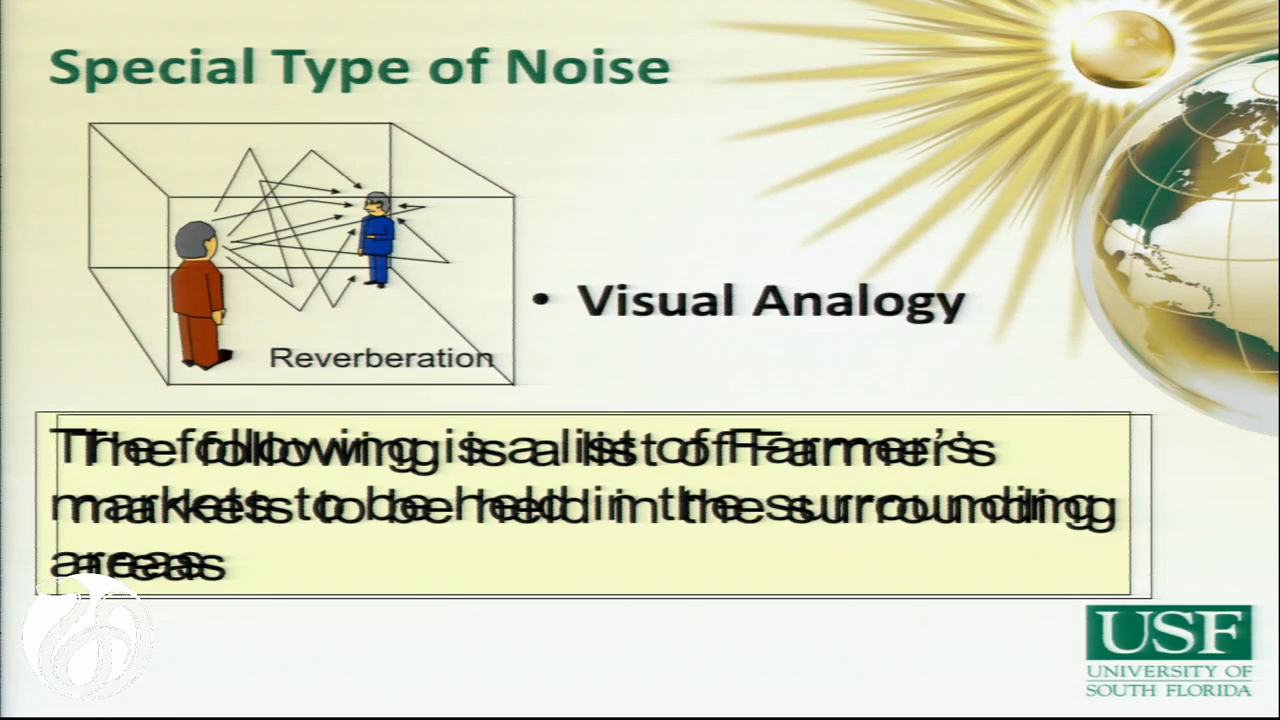 Special Type of Noise
Reverberation
• Visual Analogy
The following is a list of Farmer's
markets to be held in the surrounding
areas
USF
UNIVERSITY OF
SOUTH FLORIDA